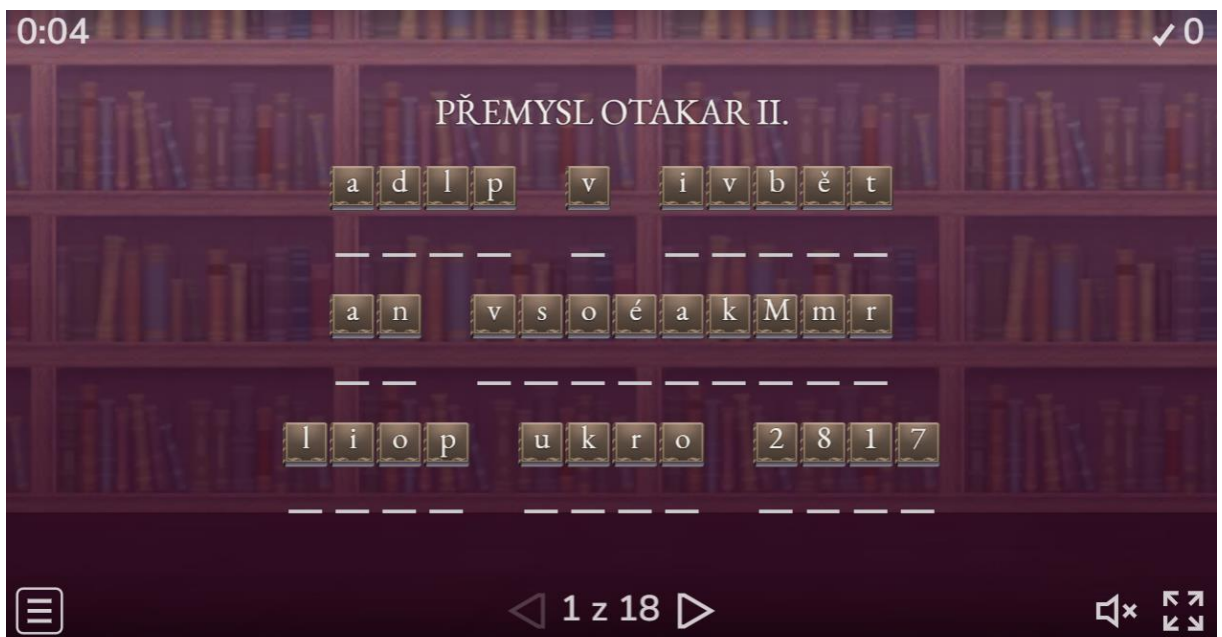 0:04 ✓0
PŘEMYSL OTAKAR II.
a d l p v i v b ě t
a n v s o é a k M m r
l i o p u k r o 2 8 1 7
1 z 18